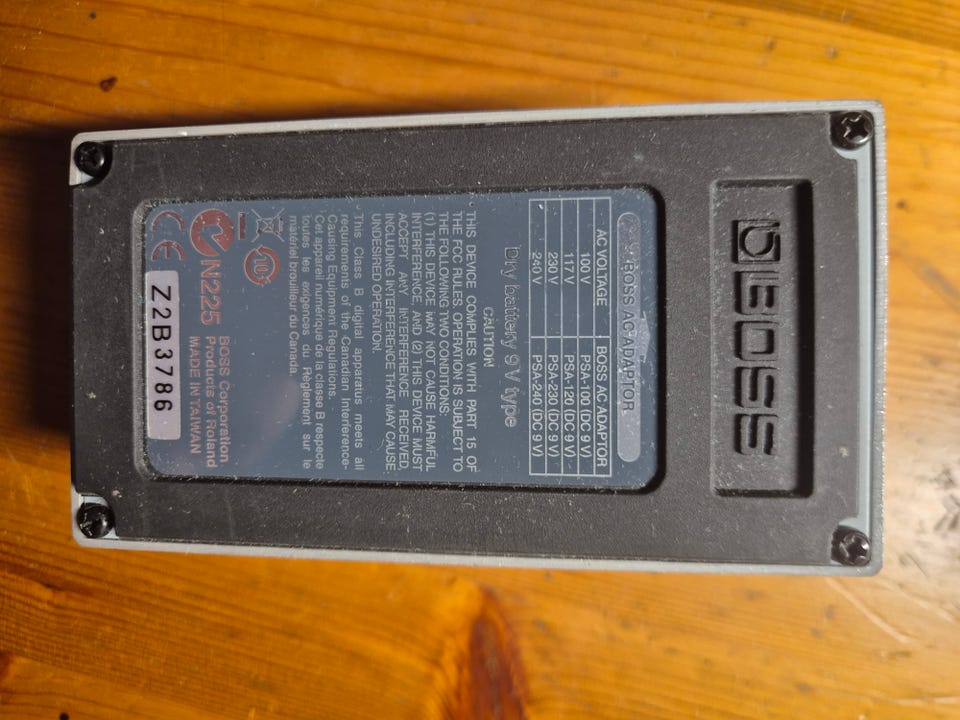 BOSS
BOSS AC ADAPTOR
AC VOLTAGE BOSS AC ADAPTOR
100 V PSA-100 (DC 9 V)
117 V PSA-120 (DC 9 V)
230 V PSA-230 (DC 9 V)
240 V PSA-240 (DC 9 V)
Dry battery 9 V type
CAUTION
THIS DEVICE COMPLIES WITH PART 15 OF
THE FCC RULES OPERATION IS SUBJECT TO
THE FOLLOWING TWO CONDITIONS:
(1) THIS DEVICE MAY NOT CAUSE HARMFUL
INTERFERENCE, AND (2) THIS DEVICE MUST
ACCEPT ANY INTERFERENCE RECEIVED,
INCLUDING INTERFERENCE THAT MAY CAUSE
UNDESIRED OPERATION.
This Class B digital apparatus meets all
requirements of the Canadian Interference-
Causing Equipment Regulations.
Cet appareil numérique de la classe B respecte
toutes les exigences du Règlement sur le
matériel brouilleur du Canada.
10
N225
BOSS Corporation
Products of Roland
MADE IN TAIWAN
CE
Z2B3786